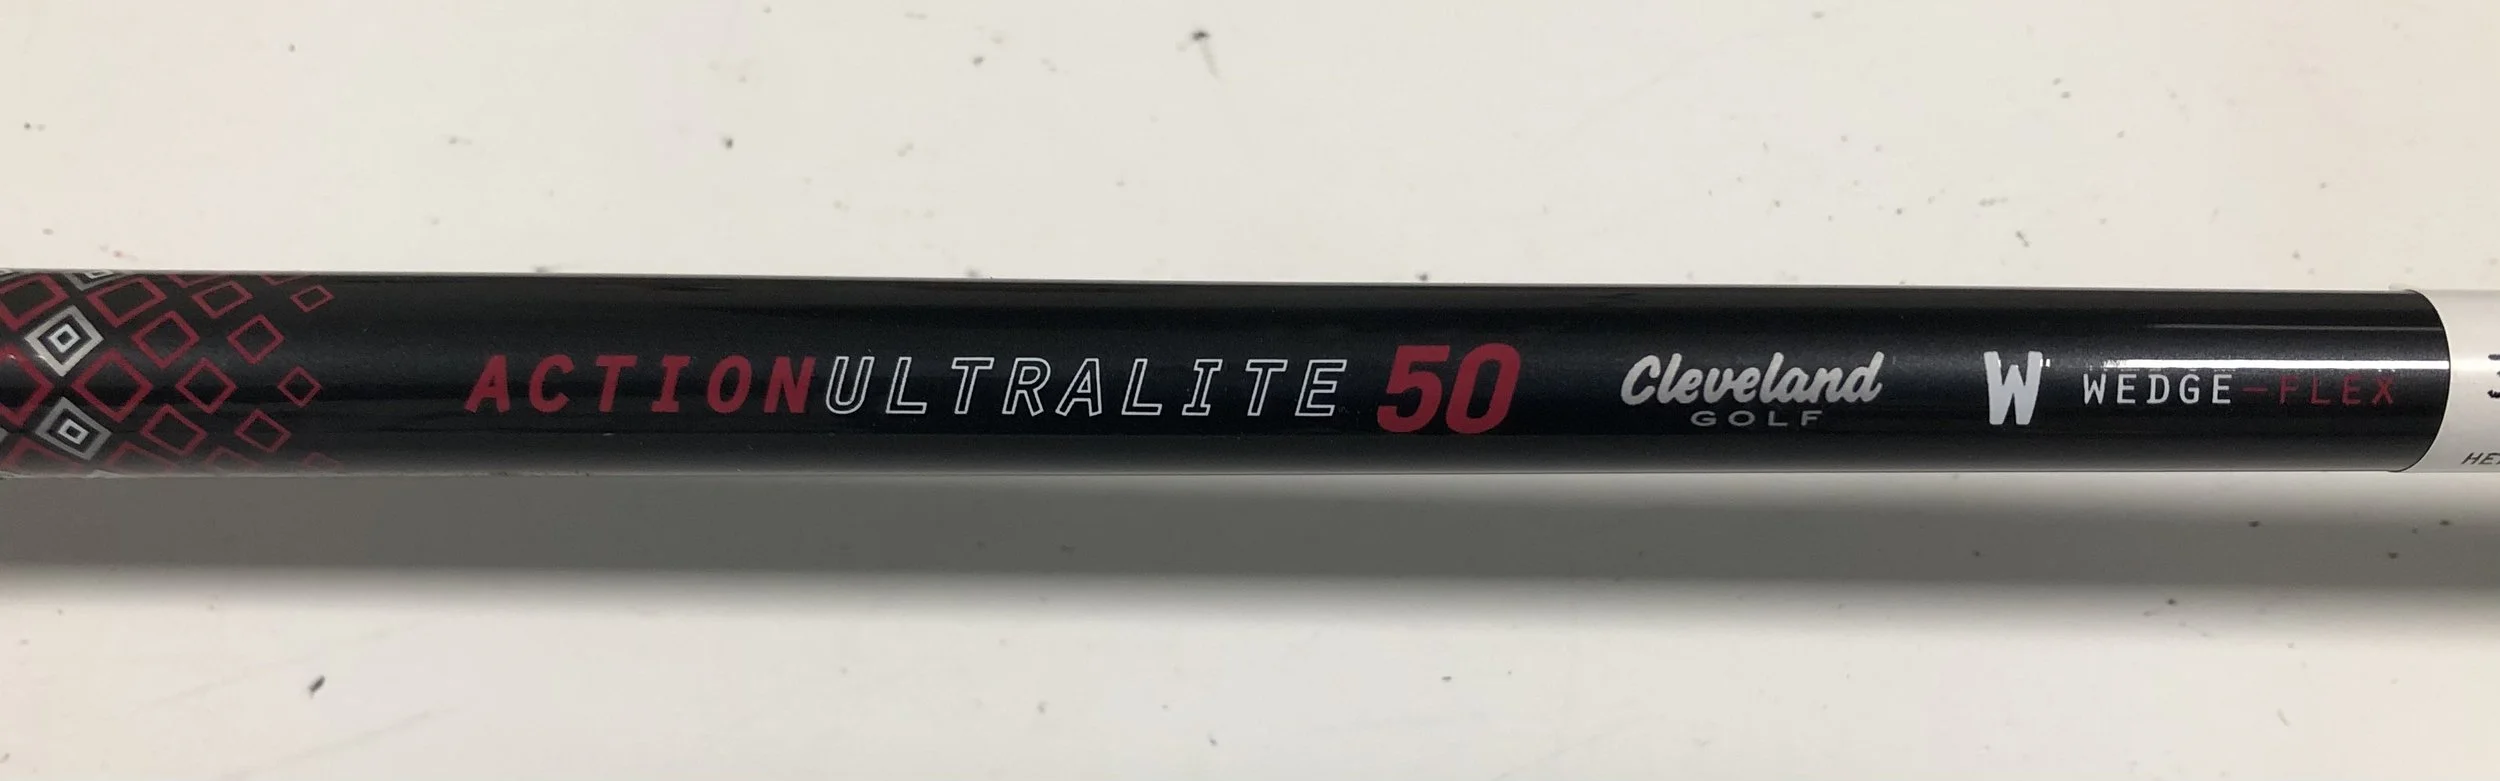 ACTIONULTRALITE 50 Cleveland GOLF W WEDGE-FLEX